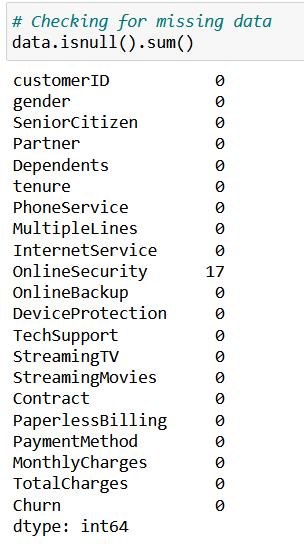 # Checking for missing data
data.isnull().sum()
customerID 0
gender 0
SeniorCitizen 0
Partner 0
Dependents 0
tenure 0
PhoneService 0
MultipleLines 0
InternetService 0
OnlineSecurity 17
OnlineBackup 0
DeviceProtection 0
TechSupport 0
StreamingTV 0
StreamingMovies 0
Contract 0
PaperlessBilling 0
PaymentMethod 0
MonthlyCharges 0
TotalCharges 0
Churn 0
dtype: int64